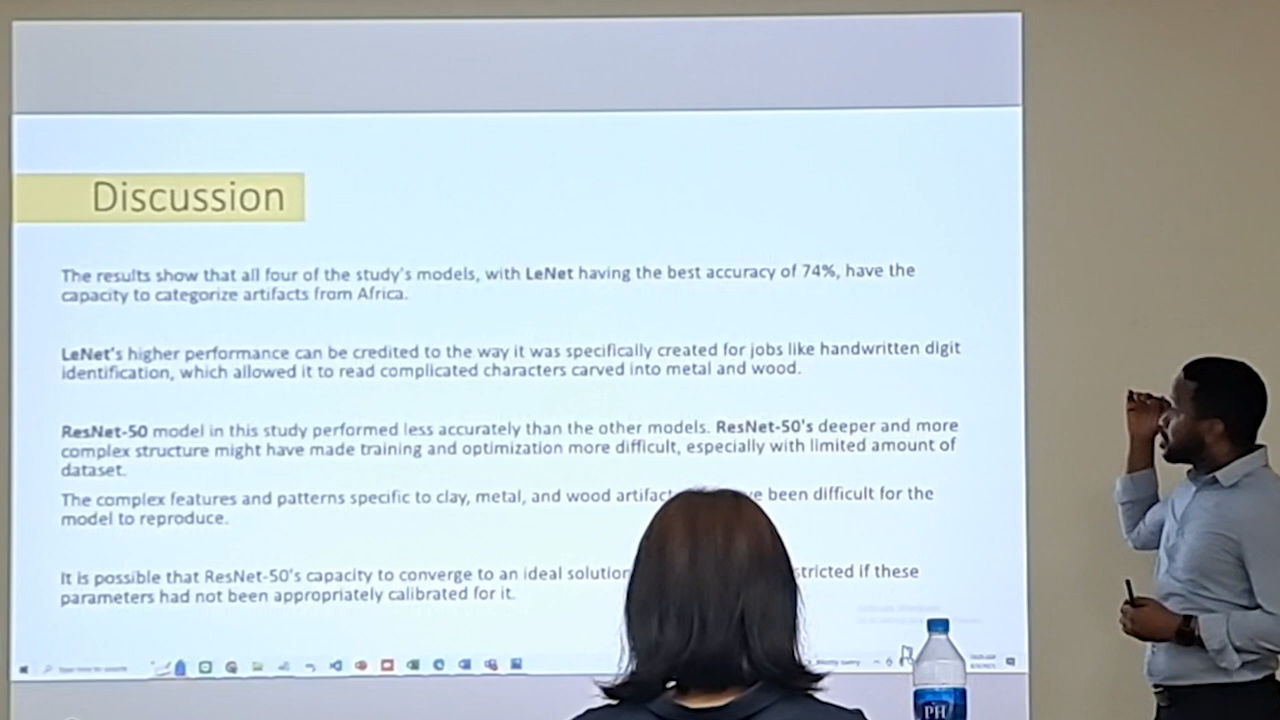 Discussion
The results show that all four of the study's models, with LeNet having the best accuracy of 74%, have the
capacity to categorize artifacts from Africa.
LeNet's higher performance can be credited to the way it was specifically created for jobs like handwritten digit
identification, which allowed it to read complicated characters carved into metal and wood.
ResNet-50 model in this study performed less accurately than the other models. ResNet-50's deeper and more
complex structure might have made training and optimization more difficult, especially with limited amount of
dataset.
The complex features and patterns specific to clay, metal, and wood been difficult for the
model to reproduce.
It is possible that ResNet-50's capacity to converge to an ideal if these
parameters had not been appropriately calibrated for it.
PH